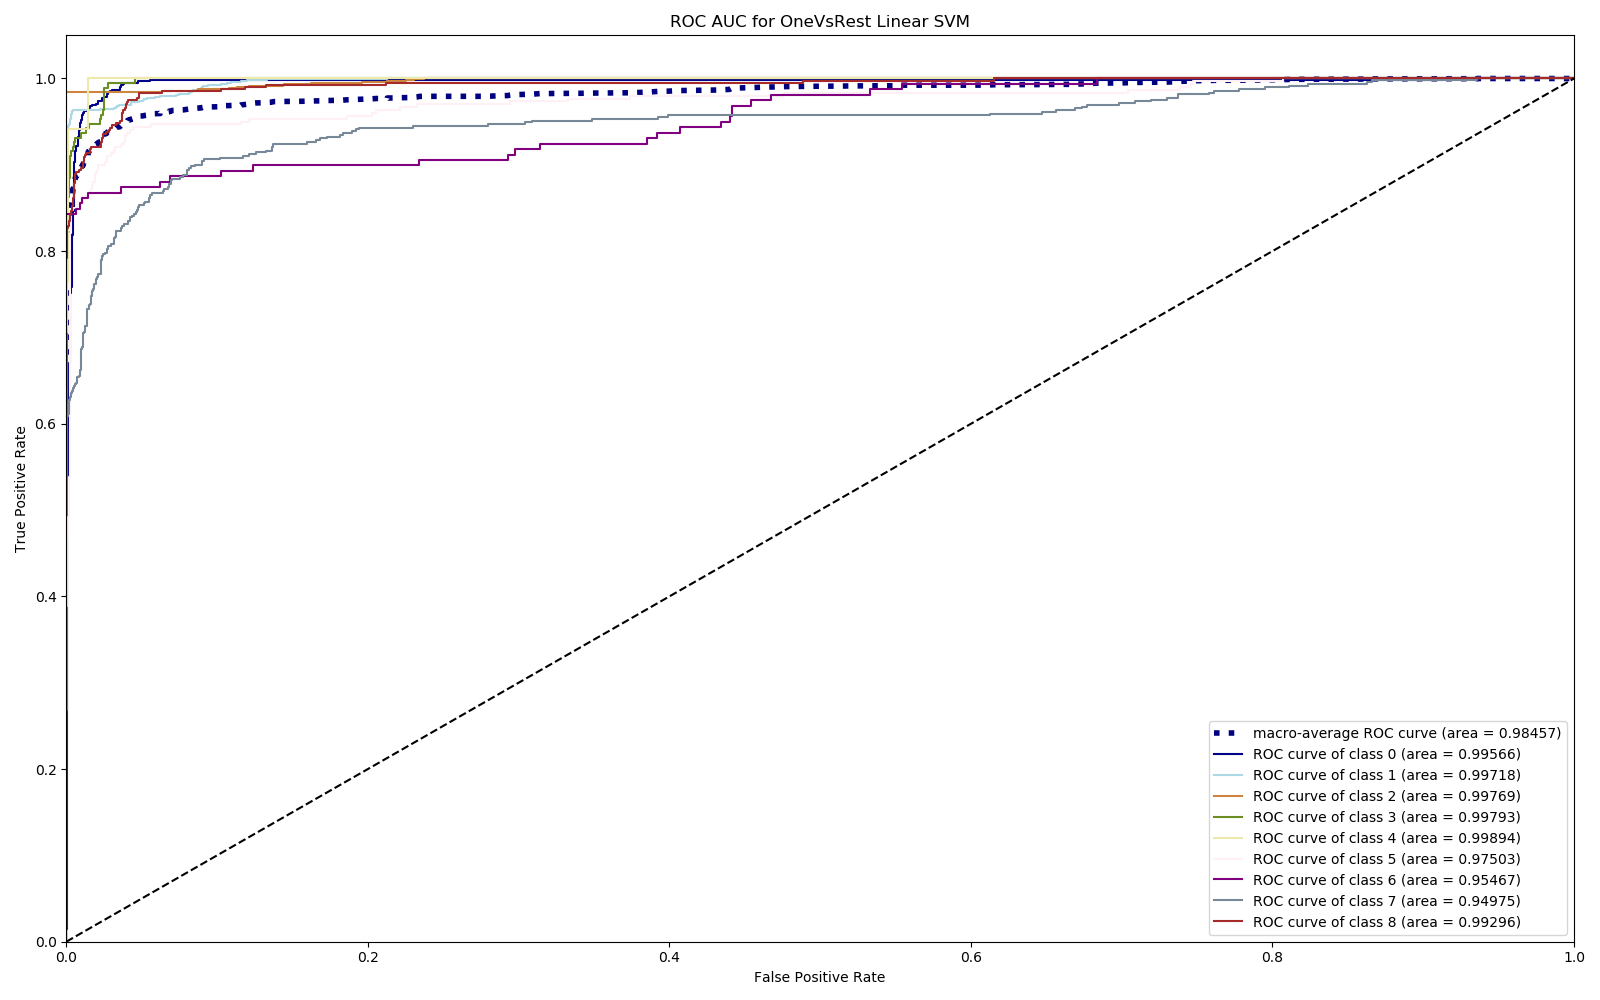 ROC AUC for OneVsRest Linear SVM
1.0
0.8
0.6
0.4
0.2
0.0
True Positive Rate
macro-average ROC curve (area = 0.98457)
ROC curve of class 0 (area = 0.99566)
ROC curve of class 1 (area = 0.99718)
ROC curve of class 2 (area = 0.99769)
ROC curve of class 3 (area = 0.99793)
ROC curve of class 4 (area = 0.99894)
ROC curve of class 5 (area = 0.97503)
ROC curve of class 6 (area = 0.95467)
ROC curve of class 7 (area = 0.94975)
ROC curve of class 8 (area = 0.99296)
0.0 0.2 0.4 0.6 0.8 1.0
False Positive Rate